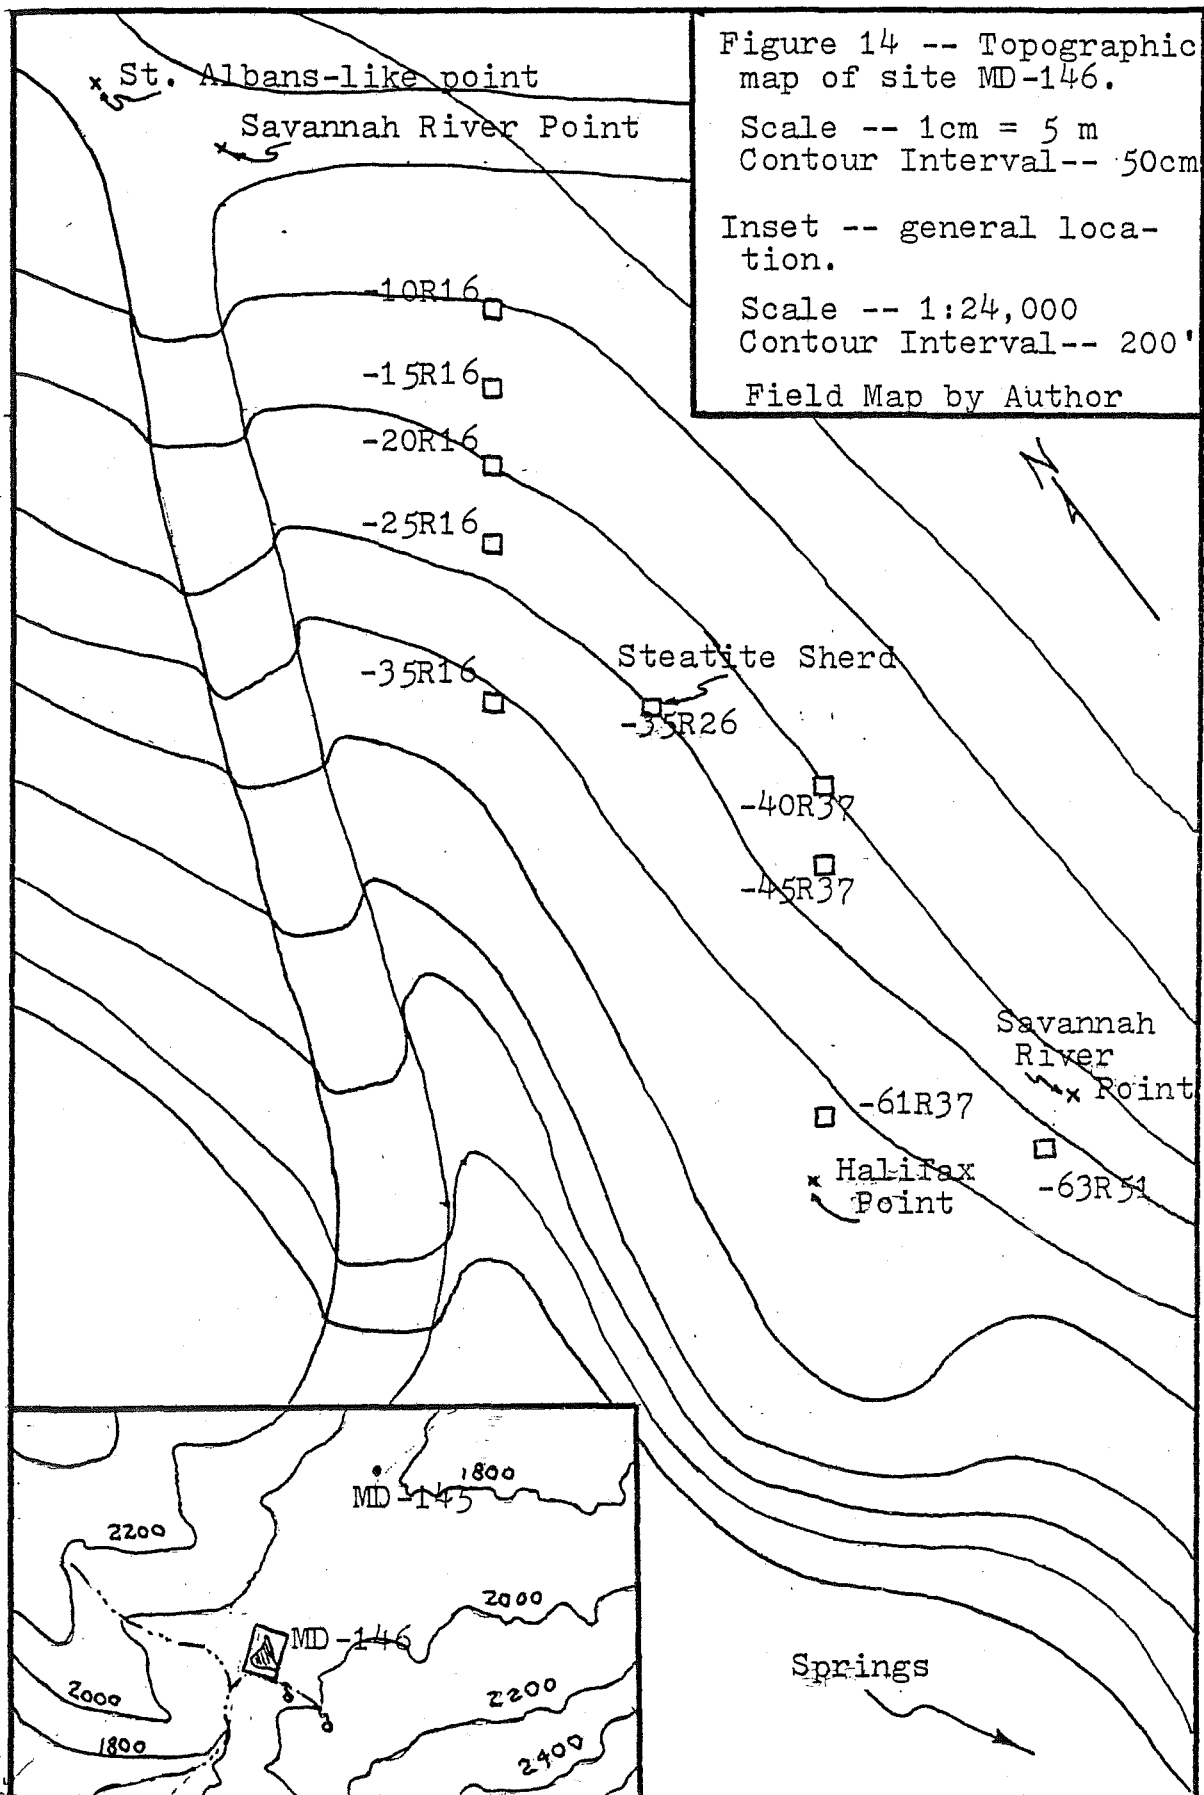 Figure 14 -- Topographic
map of site MD-146.
Scale -- 1cm = 5 m
Contour Interval-- 50cm
Inset -- general loca-
tion.
Scale -- 1:24,000
Contour Interval-- 200'
Field Map by Author
St. Albans-like point
Savannah River Point
-10R16
-15R16
-20R16
-25R16
-35R16
N
Steatite Sherd
-35R26
-40R37
-45R37
Savannah
River
Point
-61R37
Halifax
Point
-63R51
Springs
1800
MD-145
2200
2000
MD-146
2000
2200
1800
2400